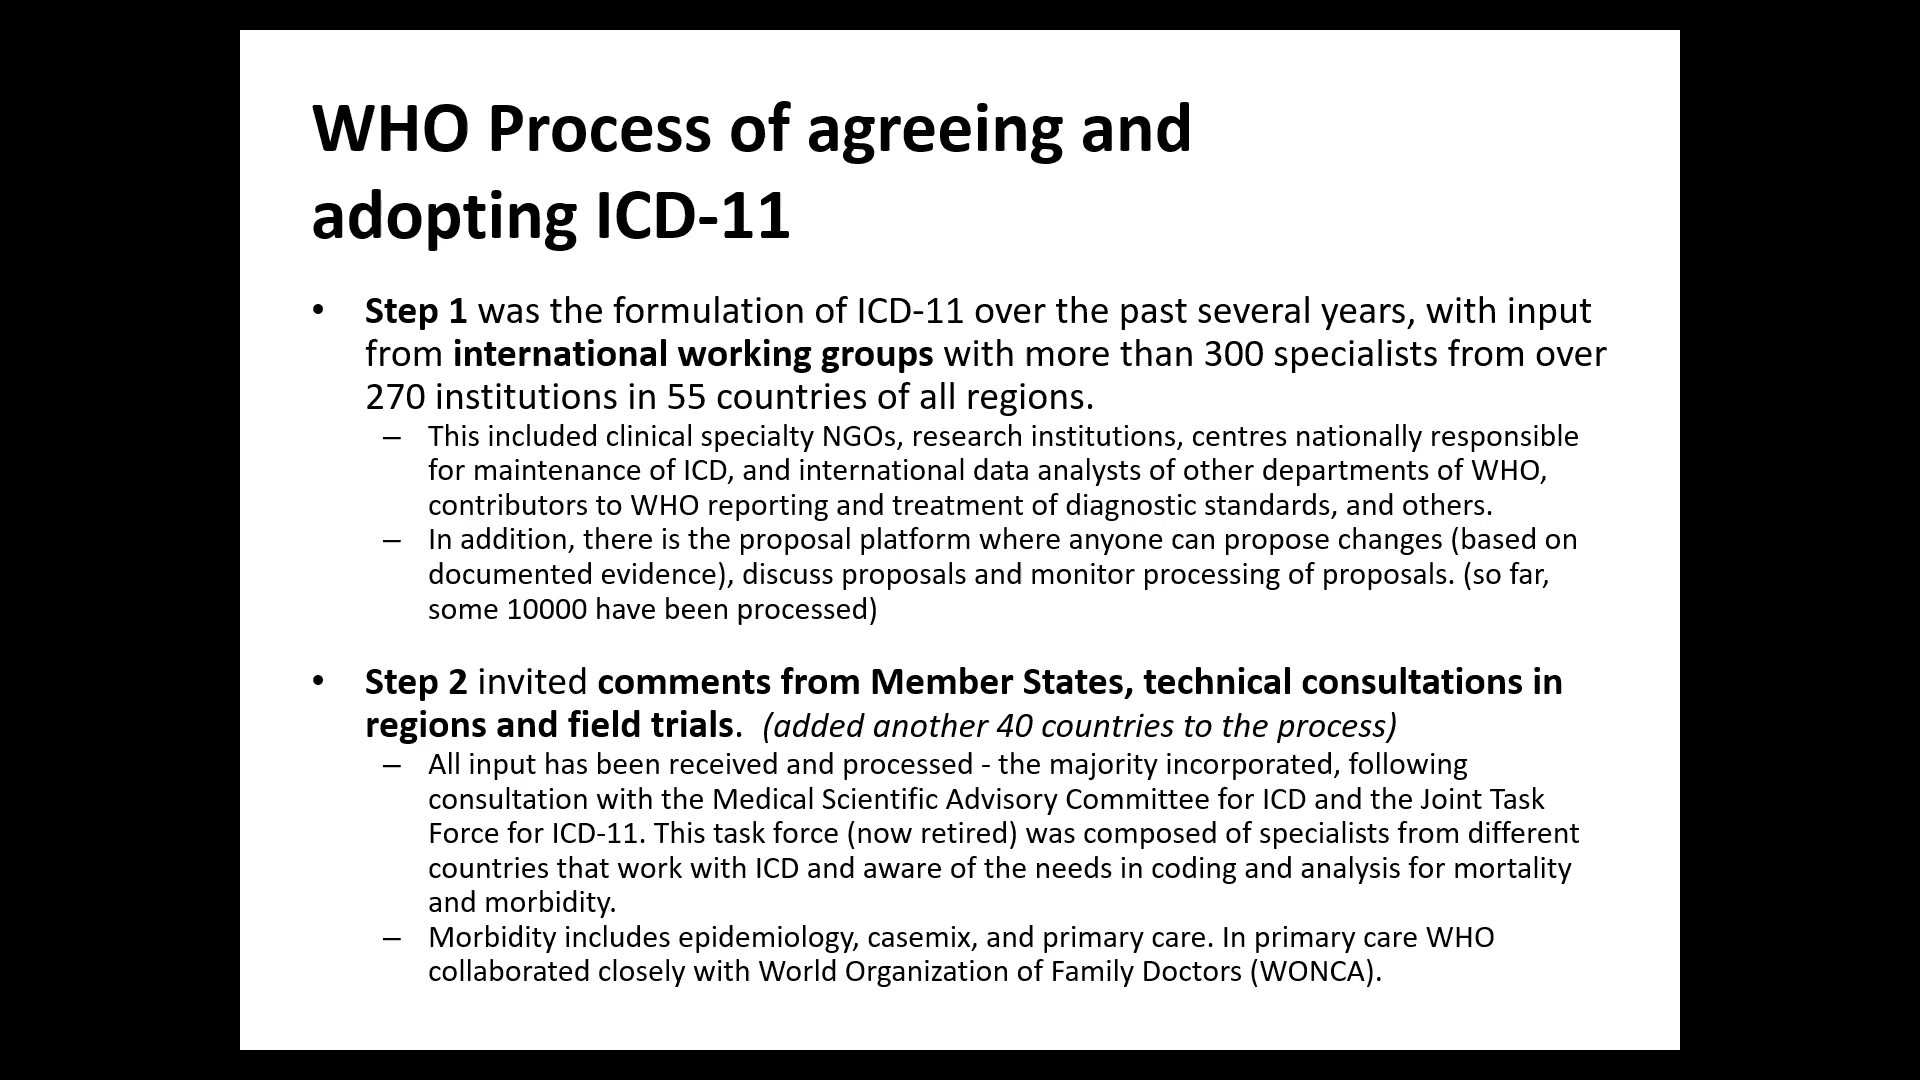 WHO Process of agreeing and
adopting ICD-11
• Step 1 was the formulation of ICD-11 over the past several years, with input
from international working groups with more than 300 specialists from over
270 institutions in 55 countries of all regions.
– This included clinical specialty NGOs, research institutions, centres nationally responsible
for maintenance of ICD, and international data analysts of other departments of WHO,
contributors to WHO reporting and treatment of diagnostic standards, and others.
– In addition, there is the proposal platform where anyone can propose changes (based on
documented evidence), discuss proposals and monitor processing of proposals. (so far,
some 10000 have been processed)
• Step 2 invited comments from Member States, technical consultations in
regions and field trials. (added another 40 countries to the process)
– All input has been received and processed - the majority incorporated, following
consultation with the Medical Scientific Advisory Committee for ICD and the Joint Task
Force for ICD-11. This task force (now retired) was composed of specialists from different
countries that work with ICD and aware of the needs in coding and analysis for mortality
and morbidity.
– Morbidity includes epidemiology, casemix, and primary care. In primary care WHO
collaborated closely with World Organization of Family Doctors (WONCA).